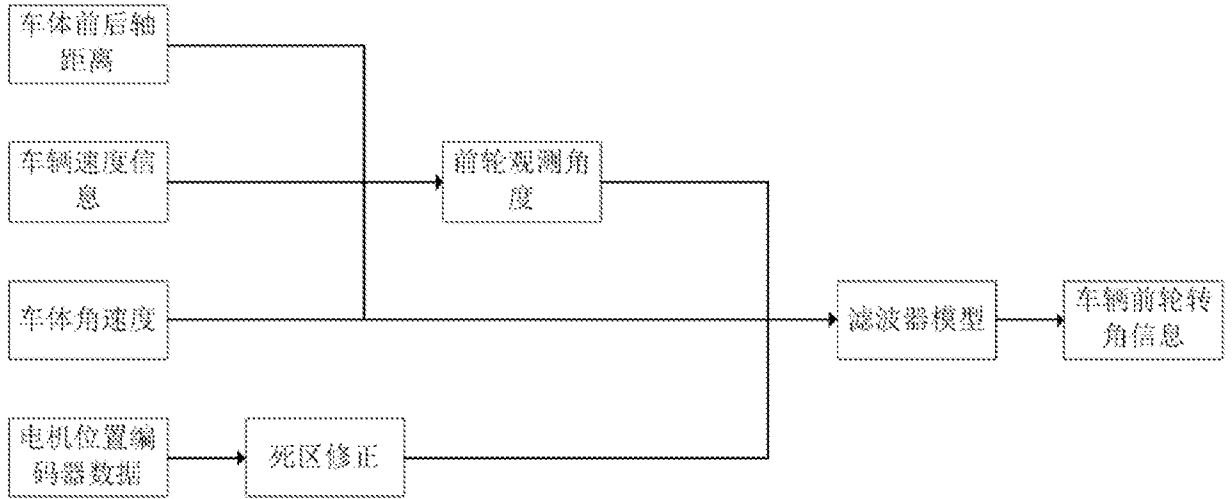 车体前后轴
距离
车辆速度信
息
前轮观测角
度
车体角速度
滤波器模型
车辆前轮转
角信息
电机位置编
码器数据
死区修正